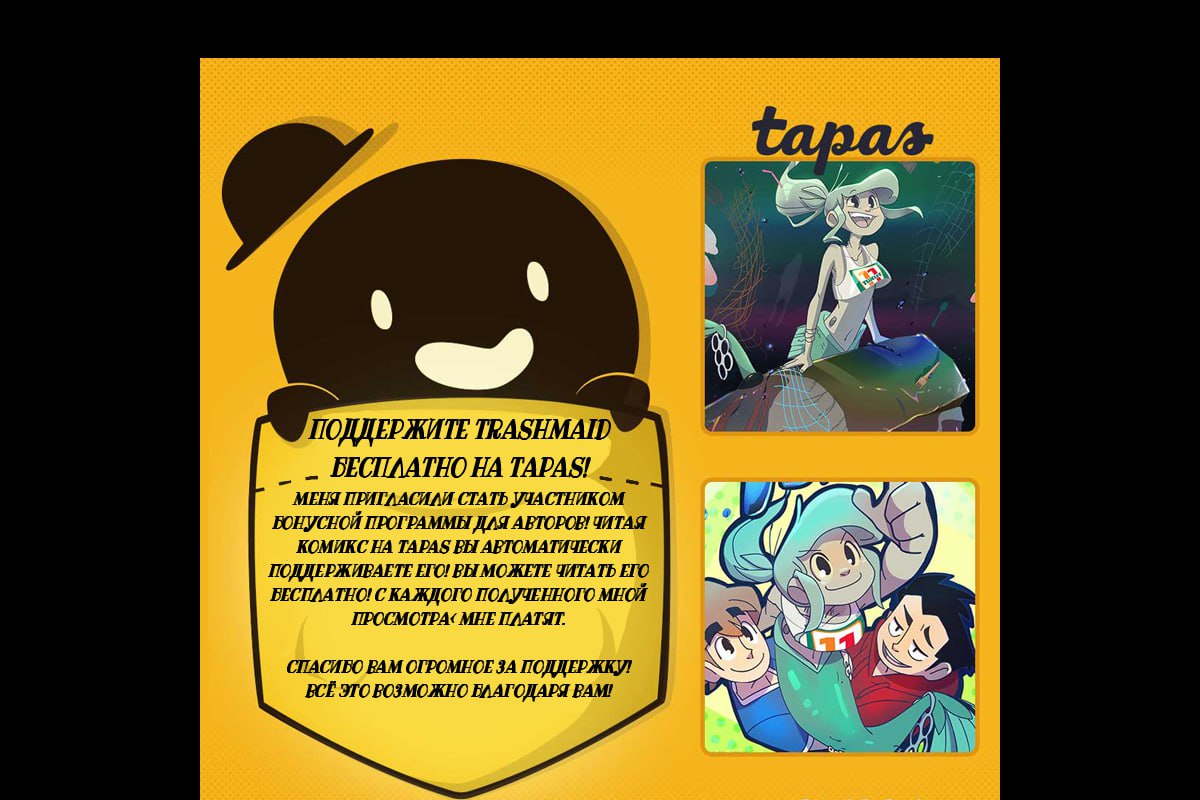 tapas
ПОДДЕРЖИТЕ TRASHMAID
БЕСПЛАТНО НА TAPAS!
МЕНЯ ПРИГЛАСИЛИ СТАТЬ УЧАСТНИКОМ
БОНУСНОЙ ПРОГРАММЫ ДЛЯ АВТОРОВ! ЧИТАЯ
КОМИКС НА TAPAS ВЫ АВТОМАТИЧЕСКИ
ПОДДЕРЖИВАЕТЕ ЕГО! ВЫ МОЖЕТЕ ЧИТАТЬ ЕГО
БЕСПЛАТНО! С КАЖДОГО ПОЛУЧЕННОГО МНОЙ
ПРОСМОТРА< МНЕ ПЛАТЯТ.
СПАСИБО ВАМ ОГРОМНОЕ ЗА ПОДДЕРЖКУ!
ВСЁ ЭТО ВОЗМОЖНО БЛАГОДАРЯ ВАМ!
11
11